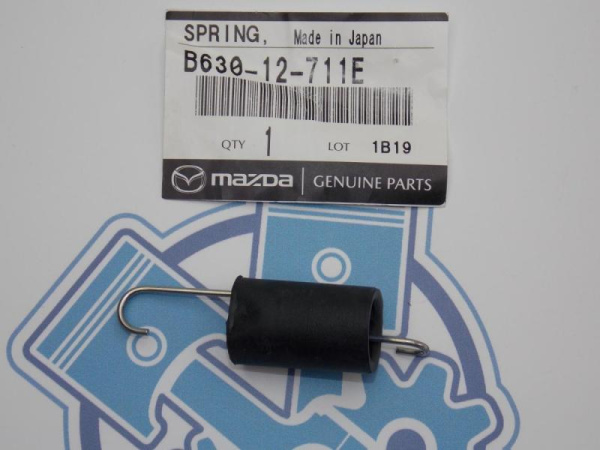 SPRING, Made in Japan
B630-12-711E
QTY 1 LOT 1B19
mazda GENUINE PARTS